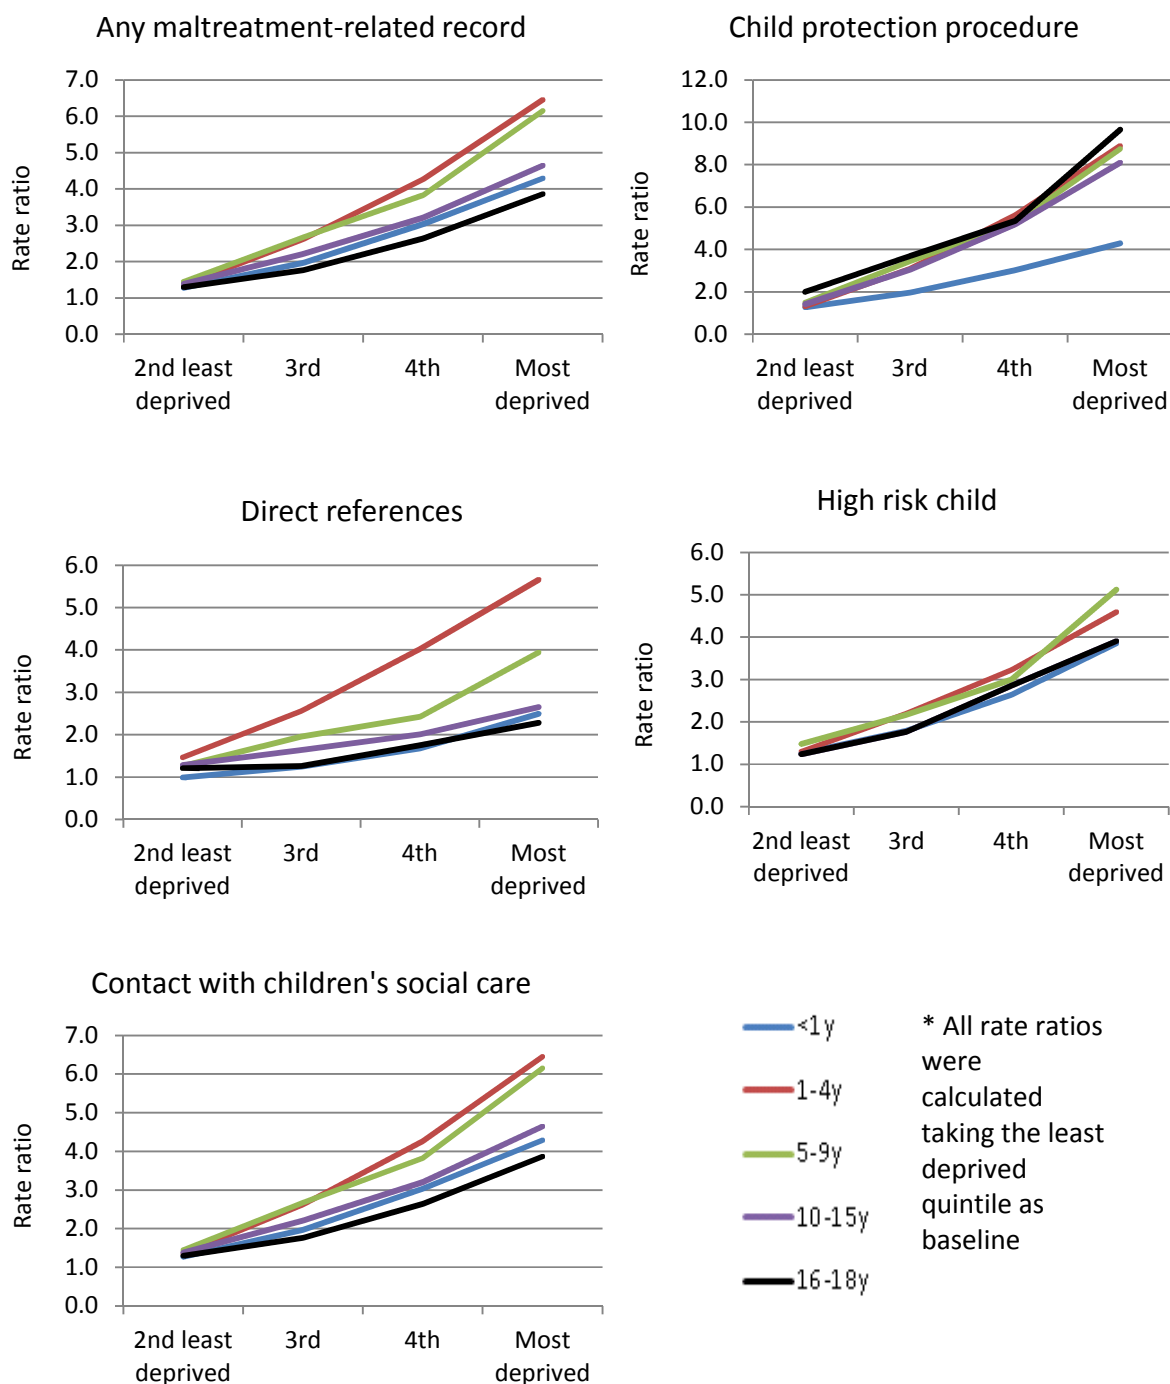 Any maltreatment-related record
7.0
6.0
5.0
4.0
3.0
2.0
1.0
0.0
Rate ratio
2nd least
deprived
3rd
4th
Most
deprived
Child protection procedure
12.0
10.0
8.0
6.0
4.0
2.0
0.0
Rate ratio
2nd least
deprived
3rd
4th
Most
deprived
Direct references
6.0
5.0
4.0
3.0
2.0
1.0
0.0
Rate ratio
2nd least
deprived
3rd
4th
Most
deprived
High risk child
6.0
5.0
4.0
3.0
2.0
1.0
0.0
Rate ratio
2nd least
deprived
3rd
4th
Most
deprived
Contact with children's social care
7.0
6.0
5.0
4.0
3.0
2.0
1.0
0.0
Rate ratio
2nd least
deprived
3rd
4th
Most
deprived
<1y
1-4y
5-9y
10-15y
16-18y
* All rate ratios
were
calculated
taking the least
deprived
quintile as
baseline